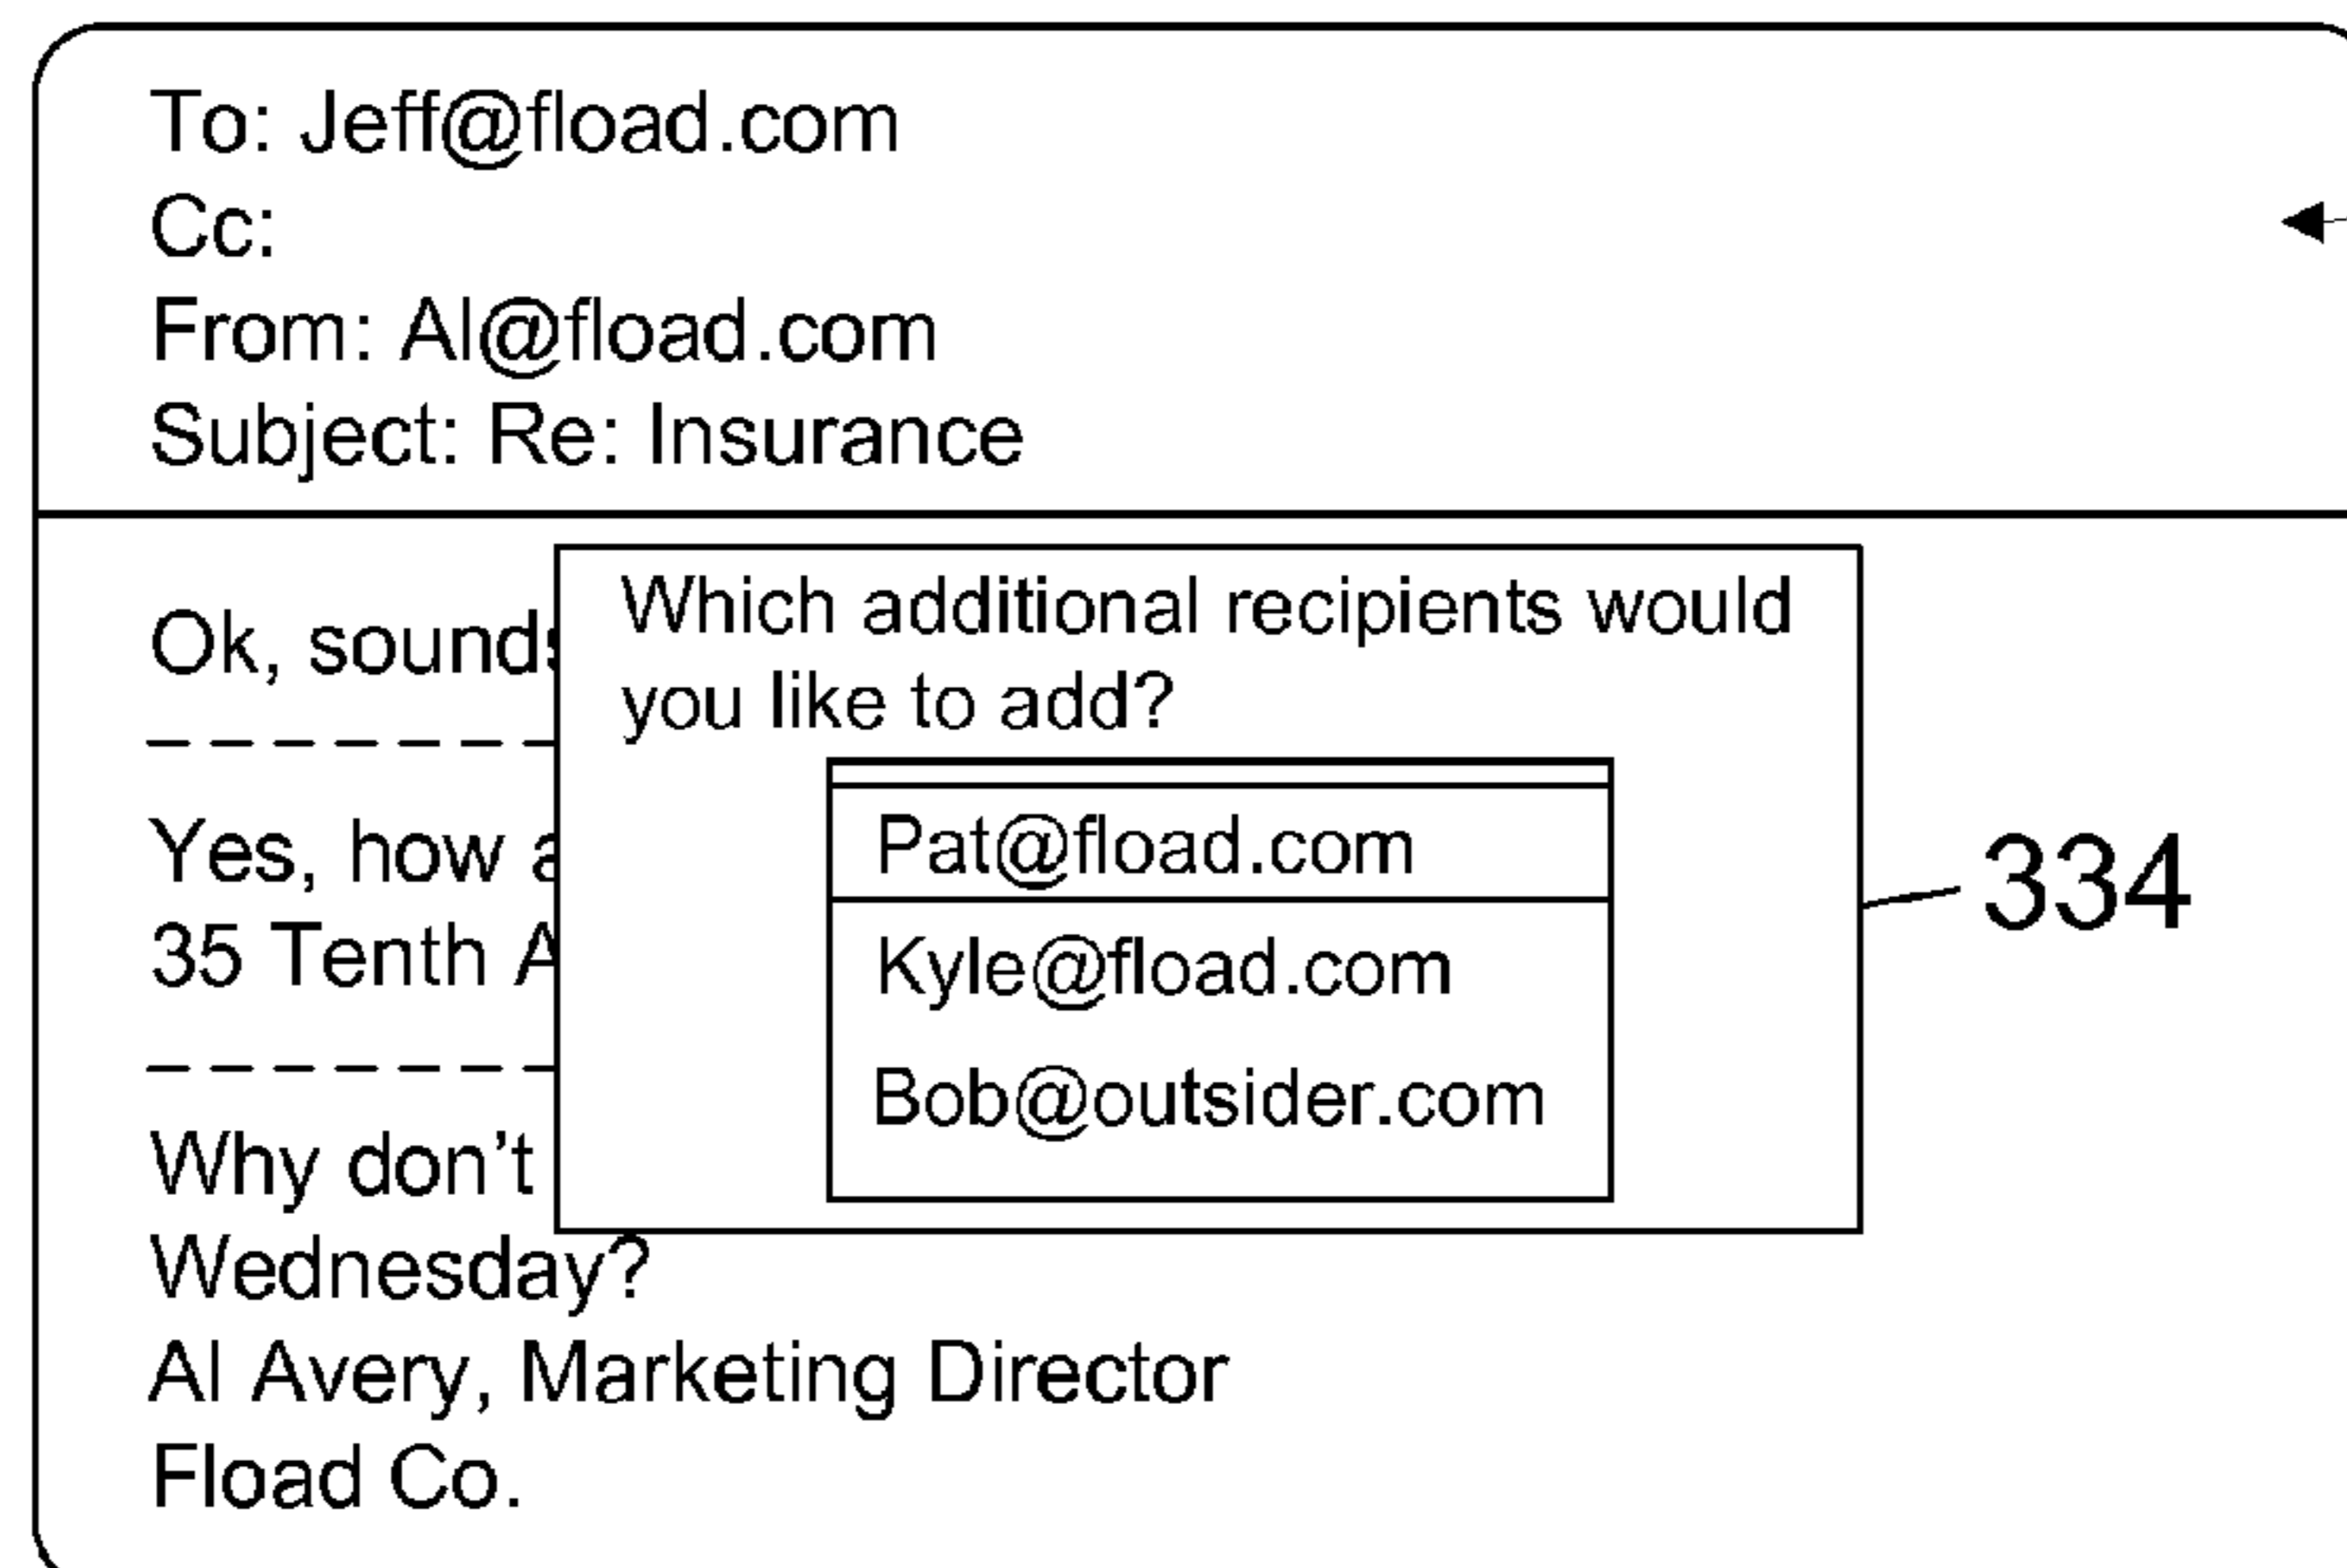 To: Jeff@fload.com
Cc:
From: Al@fload.com
Subject: Re: Insurance
Which additional recipients would
you like to add?
Pat@fload.com
Kyle@fload.com
Bob@outsider.com
334
Ok,
Yes, how
35 Tenth
Why don't
Wednesday?
Al Avery, Marketing Director
Fload Co.